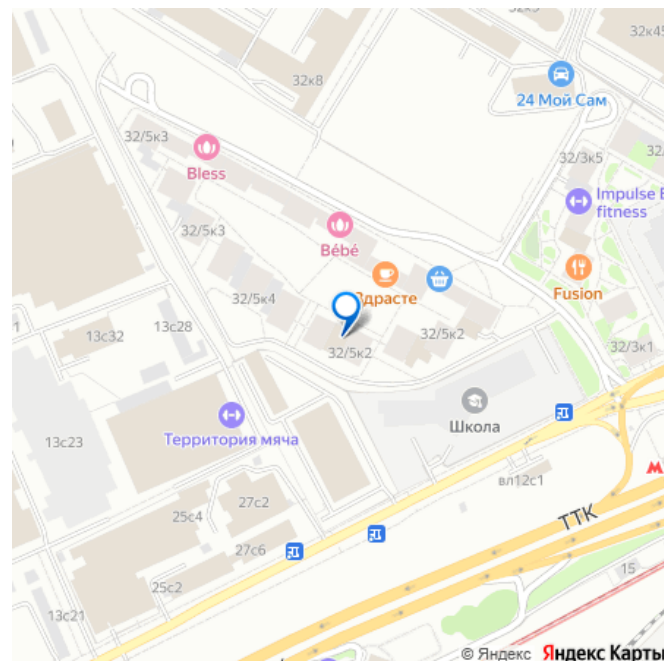 32к8
32к45
24 Мой Сам
32/5к3
Bless
32/3к5
32/
Impulse E
fitness
32/5к3
Bébé
Здрасте
Fusion
32/5к4
13с28
13с32
32/5к2
32/5к2
32/3к1
Школа
Территория мяча
13с23
М
вл12с1
27с2
25с4
ТТК
27с6
25с2
15
13с21
© Яндекс Яндекс Карты